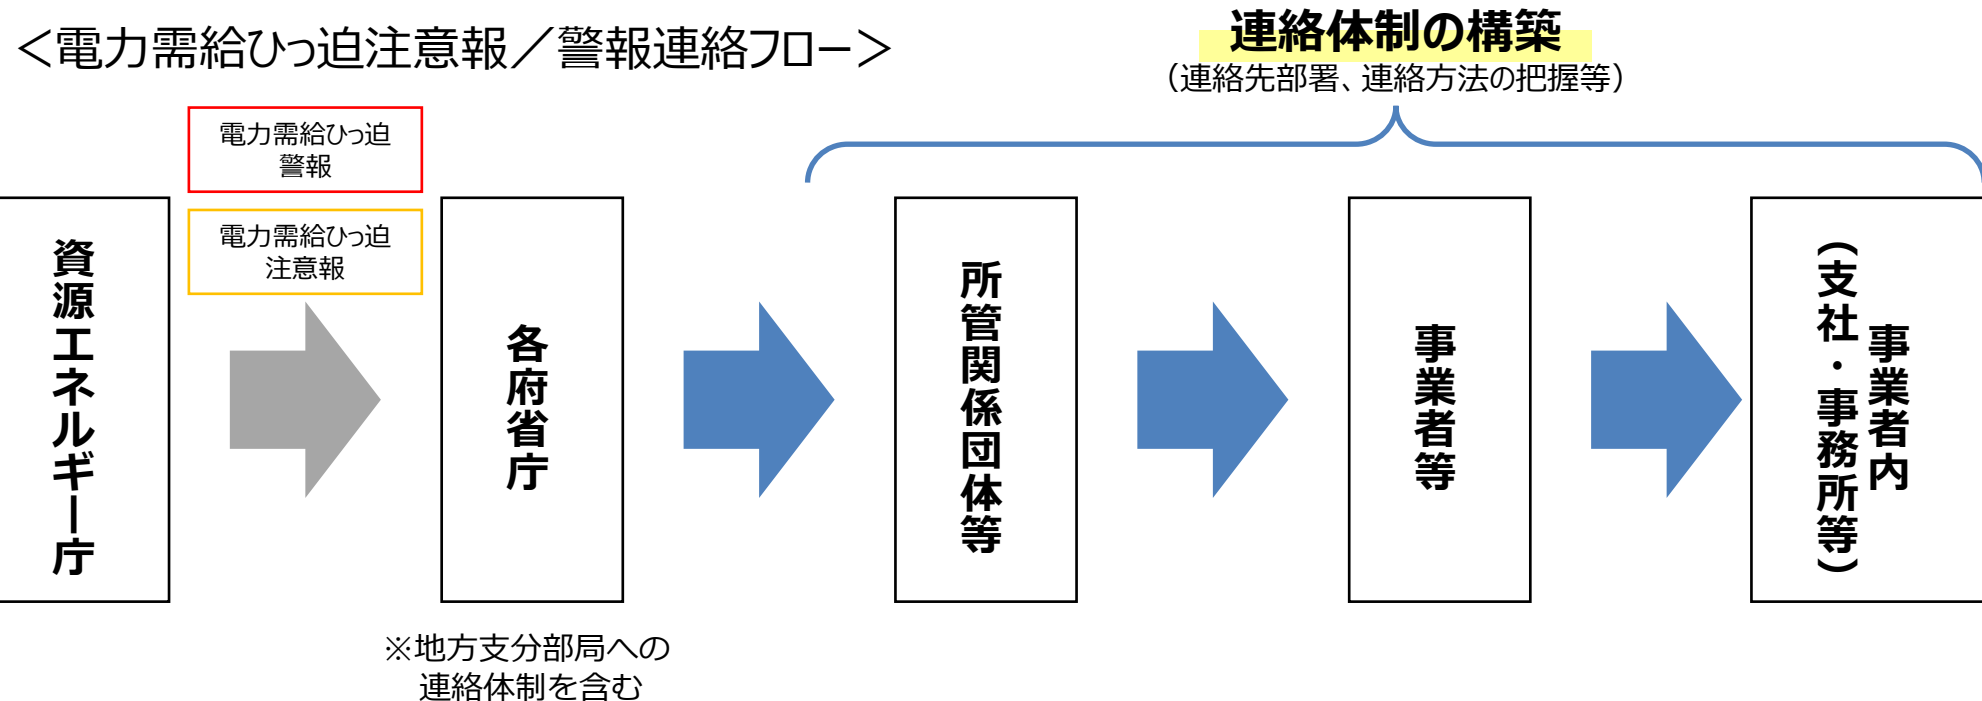 ＜電力需給ひっ迫注意報／警報連絡フロー＞
連絡体制の構築
（連絡先部署、連絡方法の把握等）
電力需給ひっ迫
警報
電力需給ひっ迫
注意報
資源エネルギー庁
各府省庁
所管関係団体等
事業者等
事業者内
（支社・事務所等）
※地方支分部局への
連絡体制を含む